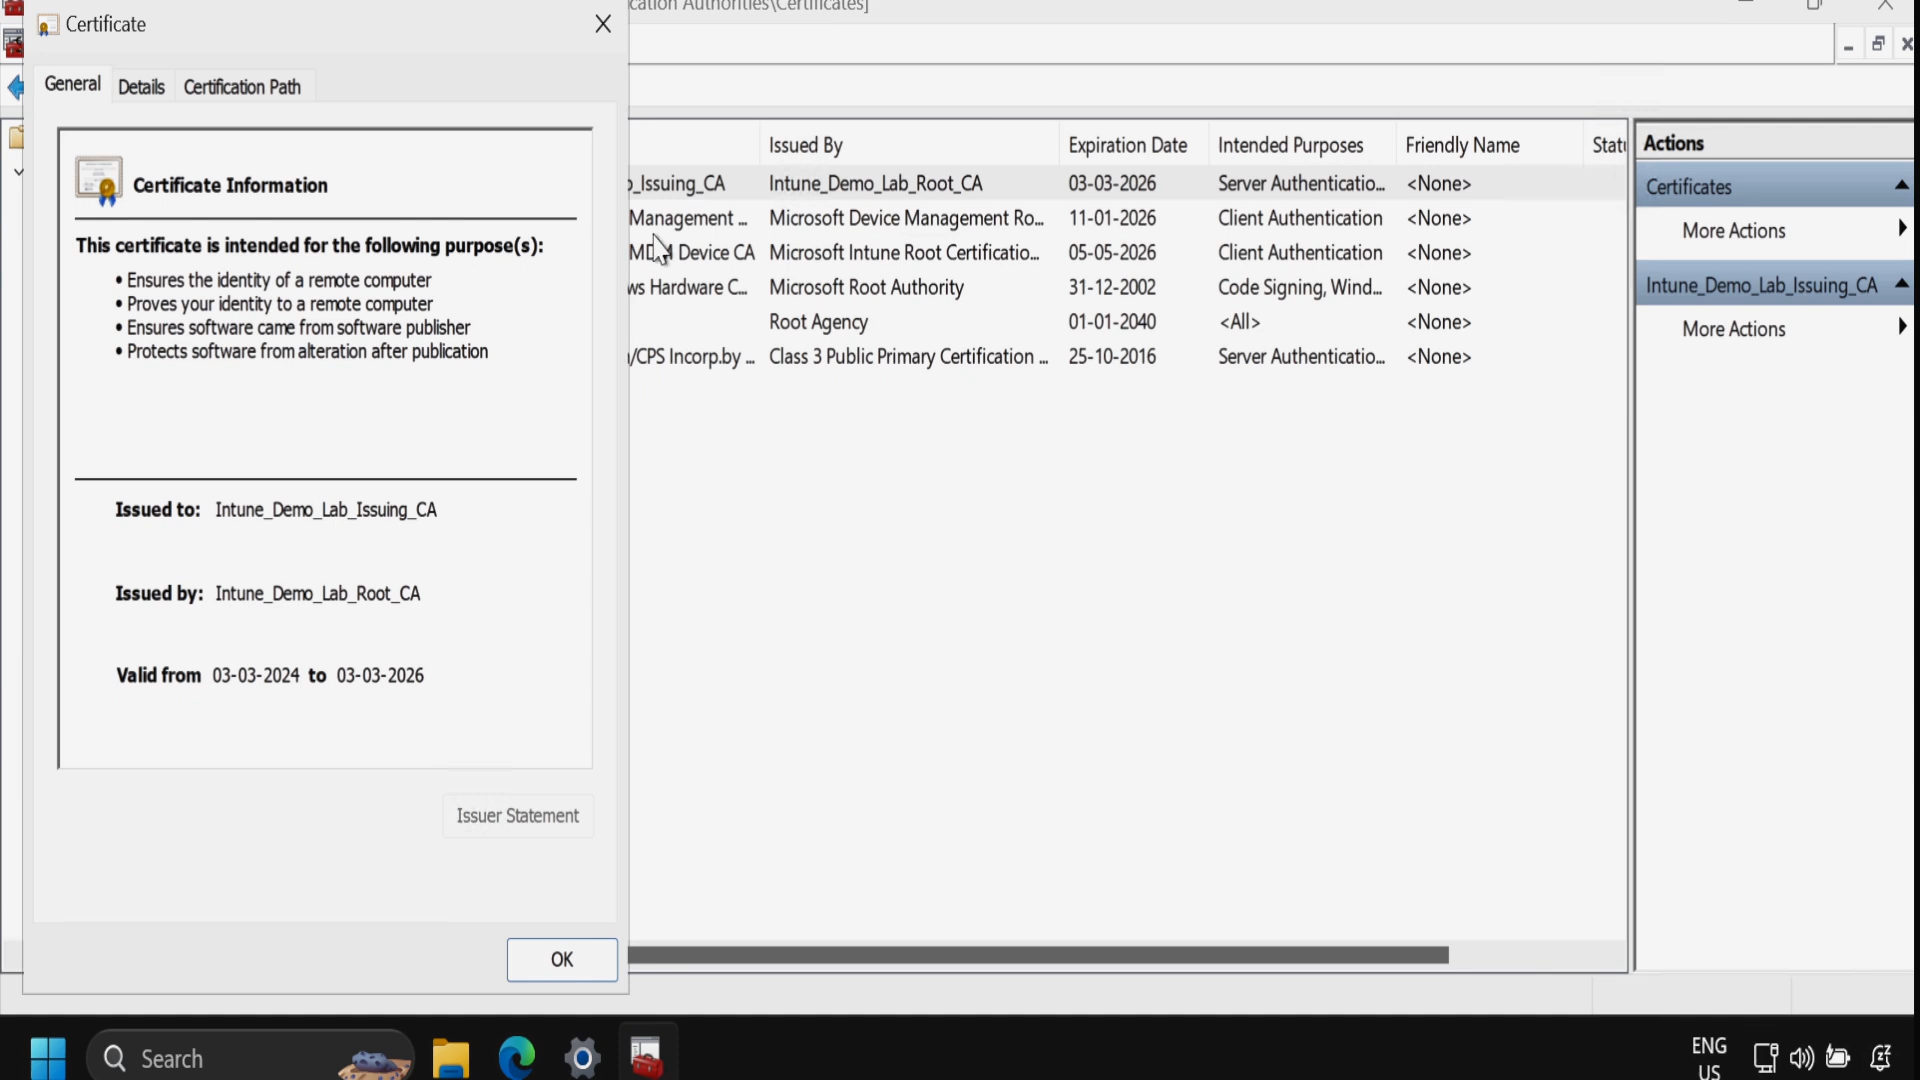 Certificate
cation Authorities\Certificates]
General Details Certification Path
Certificate Information
This certificate is intended for the following purpose(s):
• Ensures the identity of a remote computer
• Proves your identity to a remote computer
• Ensures software came from software publisher
• Protects software from alteration after publication
Issued to: Intune_Demo_Lab_Issuing_CA
Issued by: Intune_Demo_Lab_Root_CA
Valid from 03-03-2024 to 03-03-2026
Issuer Statement
OK
Issued By Expiration Date Intended Purposes Friendly Name Statu
_Issuing_CA Intune_Demo_Lab_Root_CA 03-03-2026 Server Authenticatio... <None>
Management ... Microsoft Device Management Ro... 11-01-2026 Client Authentication <None>
Device CA Microsoft Intune Root Certificatio... 05-05-2026 Client Authentication <None>
ws Hardware C... Microsoft Root Authority 31-12-2002 Code Signing, Wind... <None>
Root Agency 01-01-2040 <All> <None>
/CPS Incorp.by ... Class 3 Public Primary Certification ... 25-10-2016 Server Authenticatio... <None>
Actions
Certificates
More Actions
Intune_Demo_Lab_Issuing_CA
More Actions
Search
ENG
US